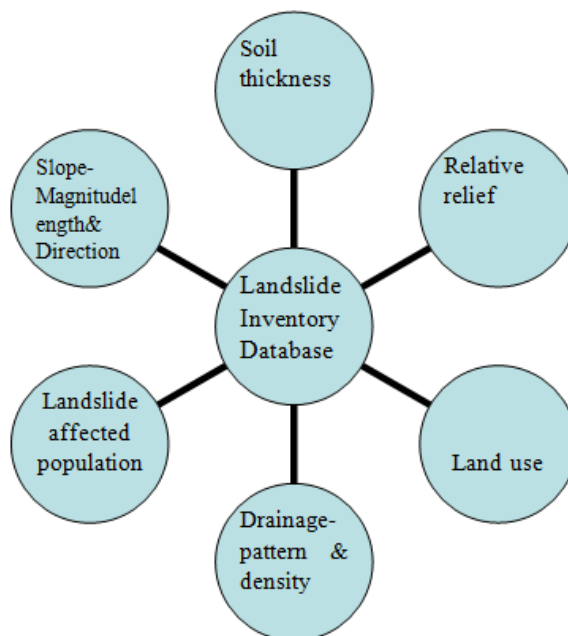 Soil
thickness
Slope-
Magnitudel
ength&
Direction
Relative
relief
Landslide
Inventory
Database
Landslide
affected
population
Land use
Drainage-
pattern &
density